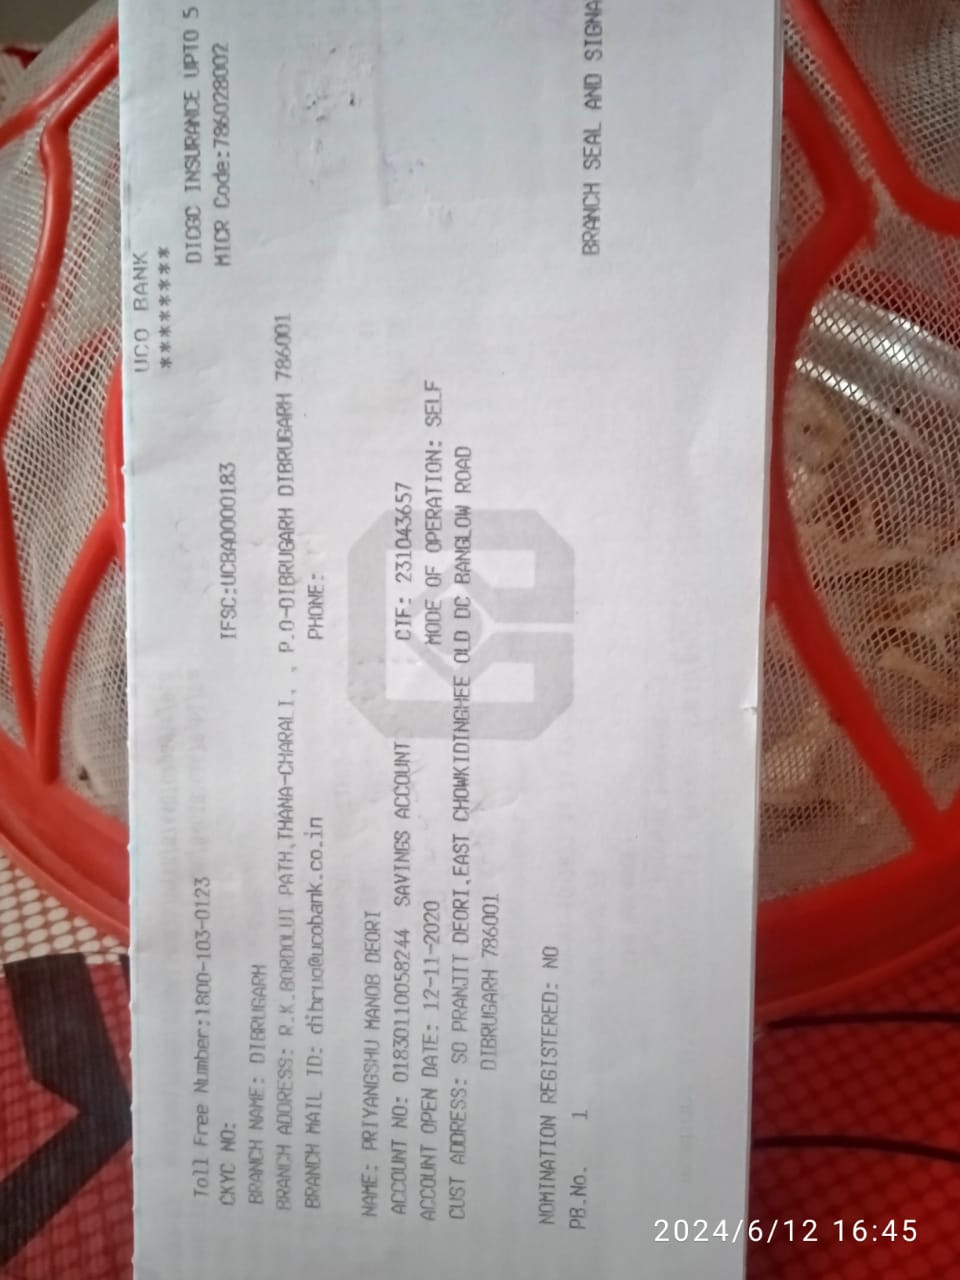 UCO BANK
********
DICGC INSURANCE UPTO 5
Toll Free Number:1800-103-0123
MICR Code:786028002
CKYC NO:
IFSC:UCBA0000183
BRANCH NAME: DIBRUGARH
BRANCH ADDRESS: R.K.BORDOLUI PATH,THANA-CHARALI, , P.O-DIBRUGARH DIBRUGARH 786001
BRANCH MAIL ID: dibrug@ucobank.co.in PHONE:
NAME: PRIYANGSHU MANOB DEORI
ACCOUNT NO: 01830110058244 SAVINGS ACCOUNT CIF: 231043657
ACCOUNT OPEN DATE: 12-11-2020 MODE OF OPERATION: SELF
CUST ADDRESS: SO PRANJIT DEORI,EAST CHOWKIDINGHEE OLD DC BANGLOW ROAD
DIBRUGARH 786001
NOMINATION REGISTERED: NO
PB.No. 1
BRANCH SEAL AND SIGNA
2024/6/12 16:45